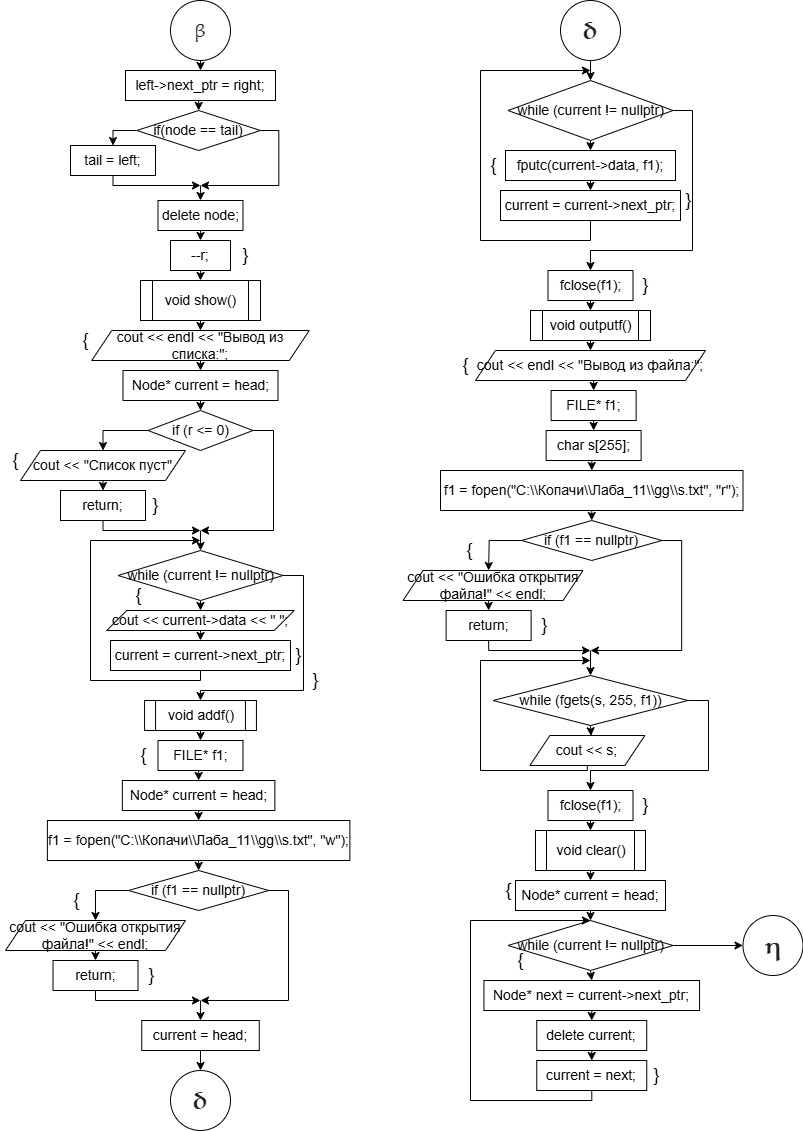 β
left->next_ptr = right;
if(node == tail)
tail = left;
delete node;
--r;
}
void show()
{
cout << endl << "Вывод из
списка:";
Node* current = head;
if (r <= 0)
{
cout << "Список пуст"
return;
}
while (current != nullptr)
{
cout << current->data << " ";
current = current->next_ptr;
}
}
void addf()
{
FILE* f1;
Node* current = head;
f1 = fopen("C:\\Копачи\\Лаба_11\\gg\\s.txt", "w");
if (f1 == nullptr)
{
cout << "Ошибка открытия
файла!" << endl;
return;
}
current = head;
δ
δ
while (current != nullptr)
{
fputc(current->data, f1);
current = current->next_ptr;
}
fclose(f1);
}
void outputf()
{
cout << endl << "Вывод из файла:";
FILE* f1;
char s[255];
f1 = fopen("C:\\Копачи\\Лаба_11\\gg\\s.txt", "r");
if (f1 == nullptr)
{
cout << "Ошибка открытия
файла!" << endl;
return;
}
while (fgets(s, 255, f1))
cout << s;
fclose(f1);
}
void clear()
{
Node* current = head;
while (current != nullptr)
{
η
Node* next = current->next_ptr;
delete current;
current = next;
}